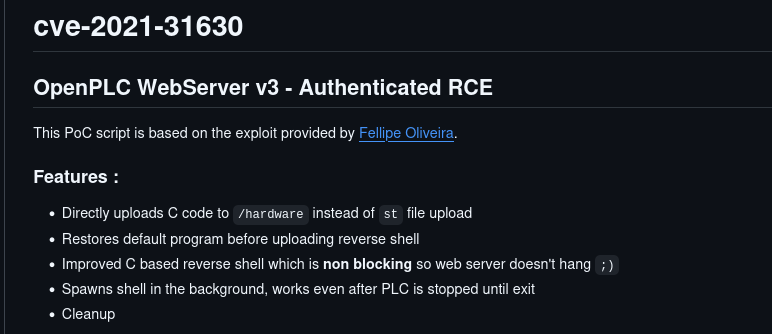 cve-2021-31630
OpenPLC WebServer v3 - Authenticated RCE
This PoC script is based on the exploit provided by Fellipe Oliveira.
Features :
• Directly uploads C code to /hardware instead of st file upload
• Restores default program before uploading reverse shell
• Improved C based reverse shell which is non blocking so web server doesn't hang ;)
• Spawns shell in the background, works even after PLC is stopped until exit
• Cleanup